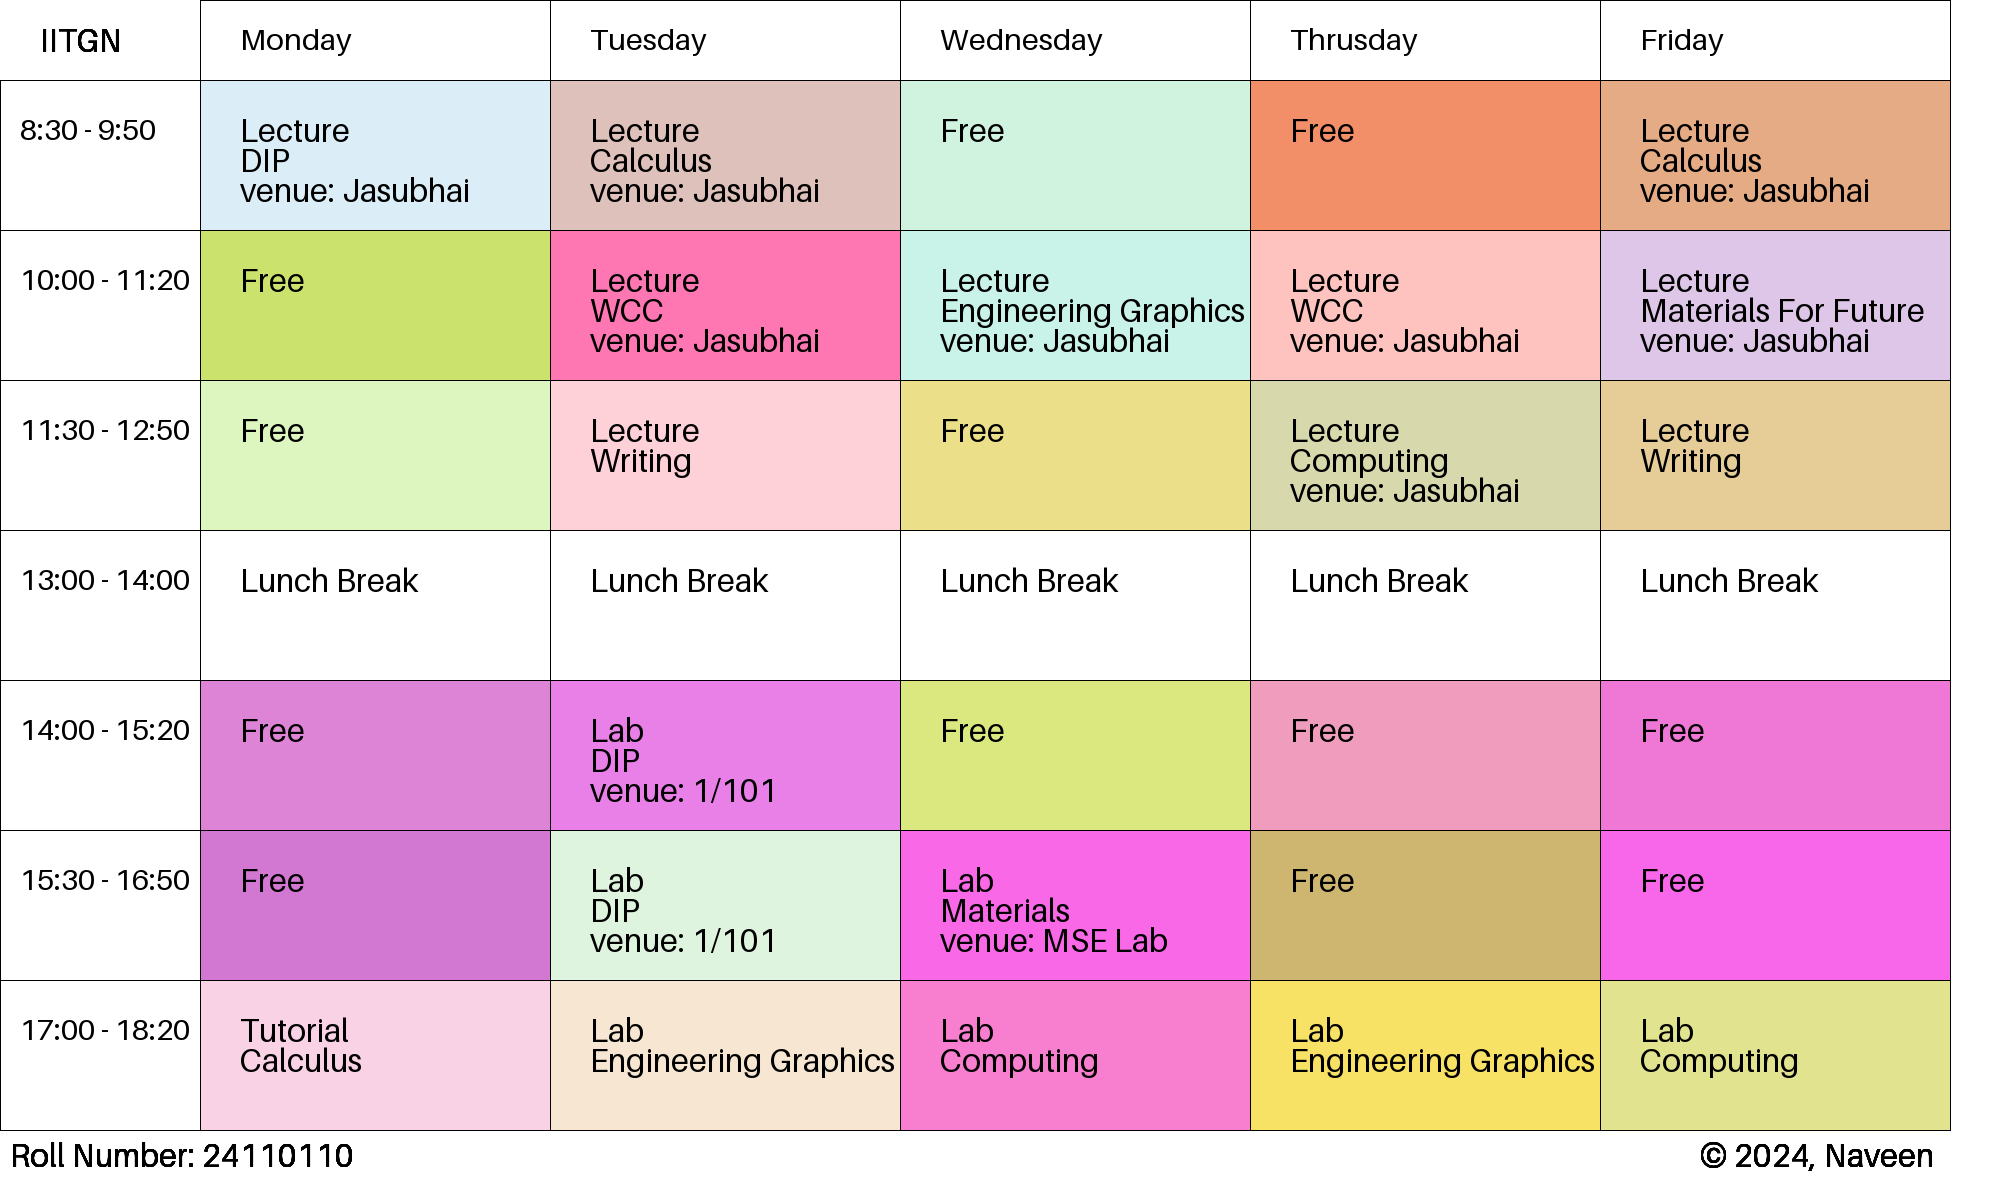 IITGN Monday Tuesday Wednesday Thrusday Friday
8:30 - 9:50
Lecture
DIP
venue: Jasubhai
Lecture
Calculus
venue: Jasubhai
Free
Free
Lecture
Calculus
venue: Jasubhai
10:00 - 11:20
Free
Lecture
WCC
venue: Jasubhai
Lecture
Engineering Graphics
venue: Jasubhai
Lecture
WCC
venue: Jasubhai
Lecture
Materials For Future
venue: Jasubhai
11:30 - 12:50
Free
Lecture
Writing
Free
Lecture
Computing
venue: Jasubhai
Lecture
Writing
13:00 - 14:00
Lunch Break
Lunch Break
Lunch Break
Lunch Break
Lunch Break
14:00 - 15:20
Free
Lab
DIP
venue: 1/101
Free
Free
Free
15:30 - 16:50
Free
Lab
DIP
venue: 1/101
Lab
Materials
venue: MSE Lab
Free
Free
17:00 - 18:20
Tutorial
Calculus
Lab
Engineering Graphics
Lab
Computing
Lab
Engineering Graphics
Lab
Computing
Roll Number: 24110110
© 2024, Naveen